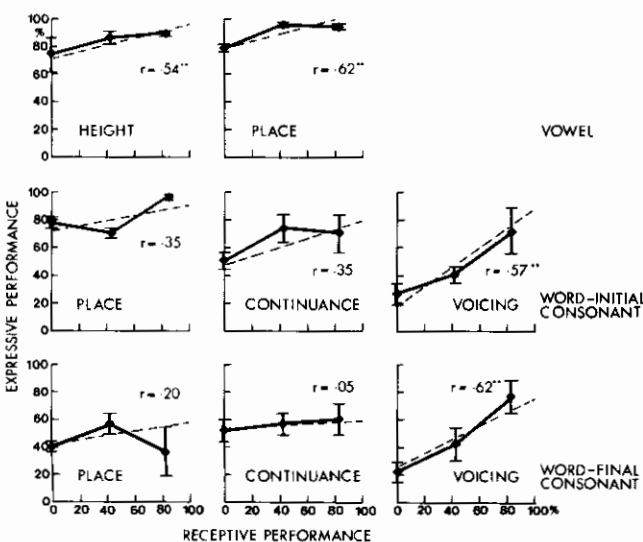 100
%
80
60
40
20
0
r= ·54**
HEIGHT
r= ·62**
PLACE
VOWEL
EXPRESSIVE PERFORMANCE
80
60
40
20
0
r= ·35
PLACE
r= ·35
CONTINUANCE
r= ·57**
VOICING
WORD-INITIAL
CONSONANT
100
80
60
40
20
0
r= ·20
PLACE
r= ·05
CONTINUANCE
r= ·62**
VOICING
WORD-FINAL
CONSONANT
0 20 40 60 80
0 20 40 60 80
0 20 40 60 80 100%
RECEPTIVE PERFORMANCE